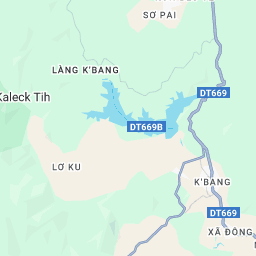 SƠ PAI
LÀNG K'BANG
DT669
Kaleck Tih
DT669B
LƠ KU
K'BANG
DT669
XÃ ĐÔNG